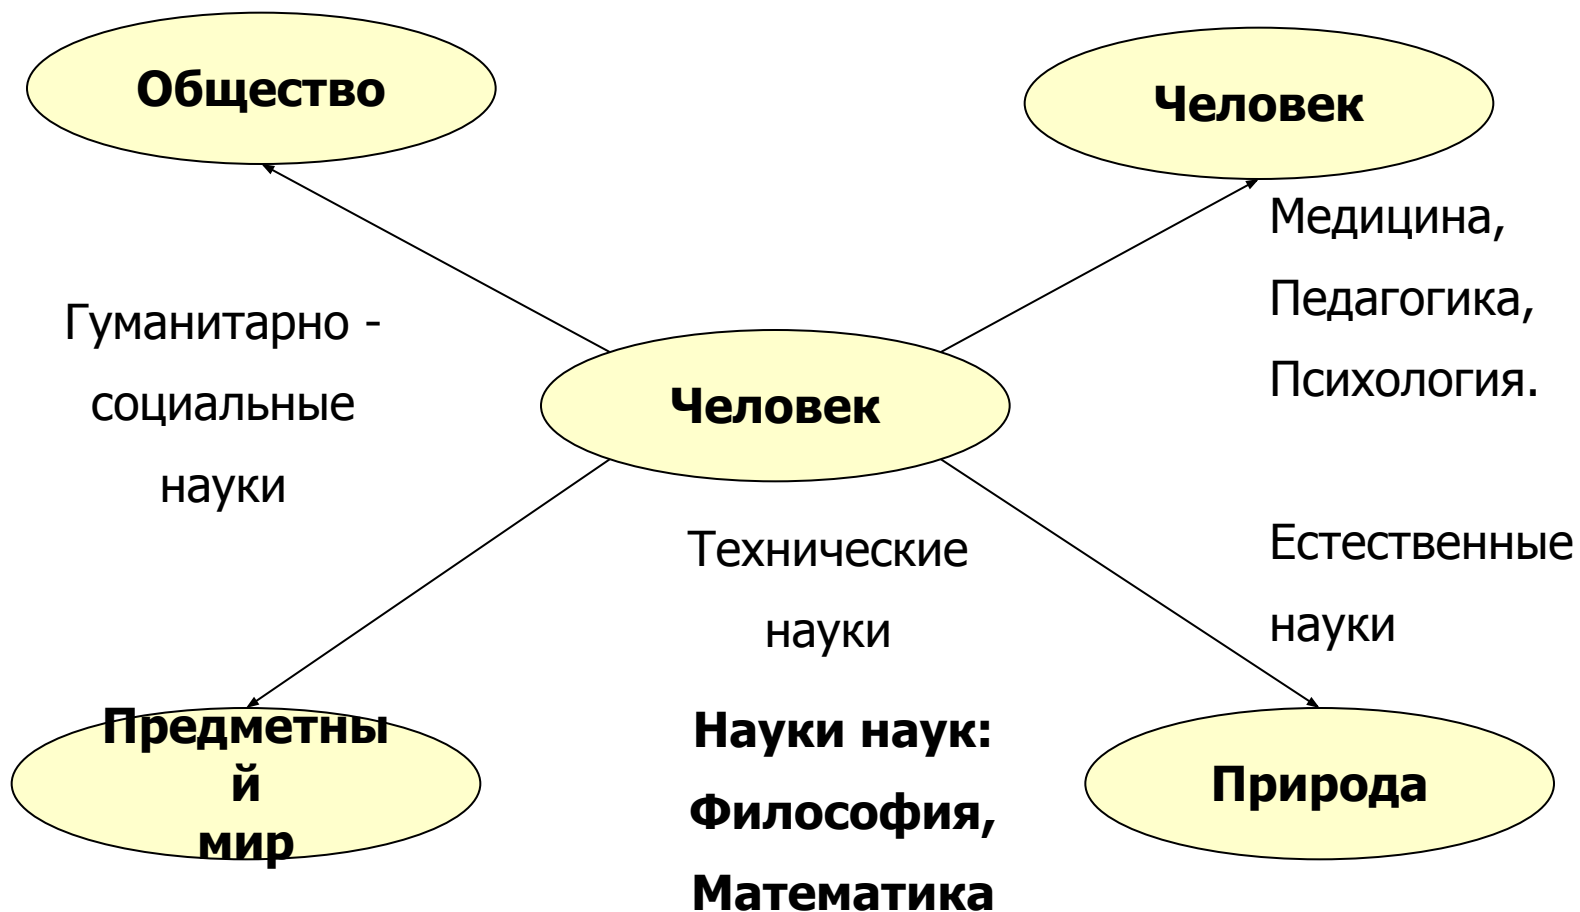 Общество
Человек
Медицина,
Педагогика,
Психология.
Гуманитарно -
социальные
науки
Человек
Технические
науки
Естественные
науки
Предметны
й
мир
Науки наук:
Философия,
Математика
Природа